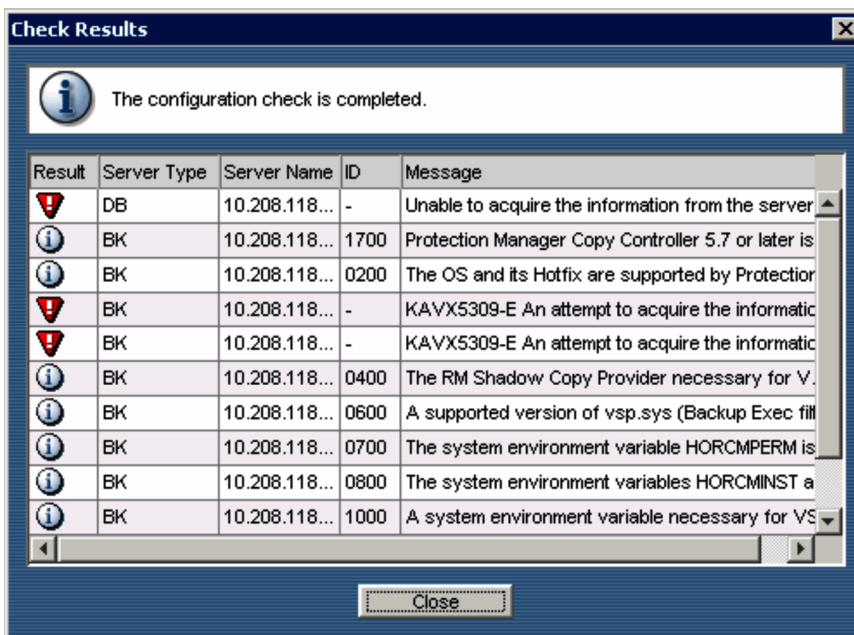 Check Results
The configuration check is completed.
Result Server Type Server Name ID Message
DB 10.208.118... - Unable to acquire the information from the server
BK 10.208.118... 1700 Protection Manager Copy Controller 5.7 or later is
BK 10.208.118... 0200 The OS and its Hotfix are supported by Protection
BK 10.208.118... - KAVX5309-E An attempt to acquire the informatic
BK 10.208.118... - KAVX5309-E An attempt to acquire the informatic
BK 10.208.118... 0400 The RM Shadow Copy Provider necessary for V.
BK 10.208.118... 0600 A supported version of vsp.sys (Backup Exec filt
BK 10.208.118... 0700 The system environment variable HORCMPERM is
BK 10.208.118... 0800 The system environment variables HORCMINST a
BK 10.208.118... 1000 A system environment variable necessary for VS
Close